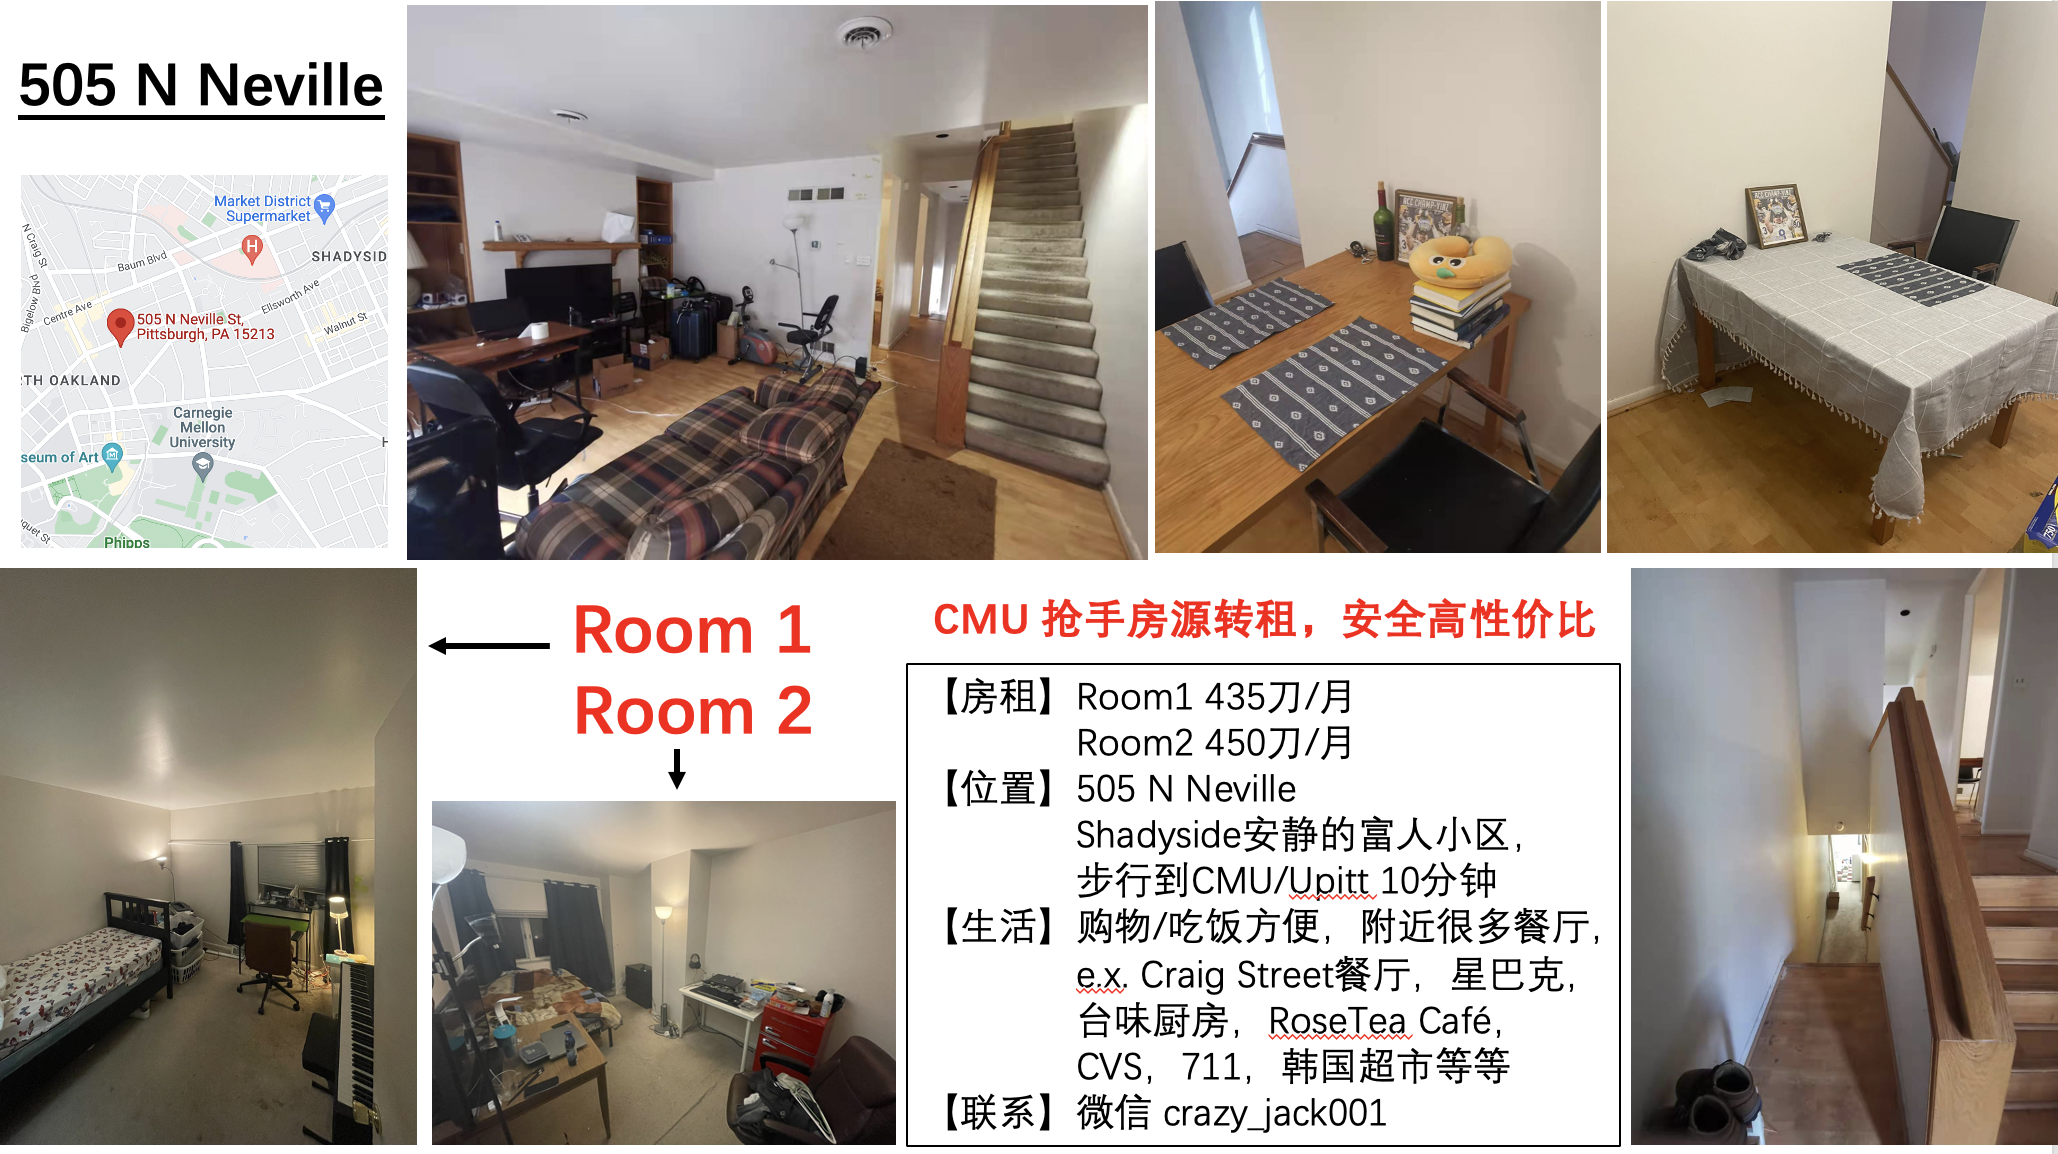 505 N Neville
Market District
Supermarket
H
SHADYSID
N Craig St
Baum Blvd
Bigelow Blvd
Centre Ave
Ellsworth Ave
Walnut St
505 N Neville St,
Pittsburgh, PA 15213
TH OAKLAND
Carnegie
Mellon
University
seum of Art
quet St
Phipps
ACC CHAMP-YINZ
Room 1
Room 2
CMU 抢手房源转租，安全高性价比
【房租】Room1 435刀/月
Room2 450刀/月
【位置】505 N Neville
Shadyside安静的富人小区，
步行到CMU/Upitt 10分钟
【生活】购物/吃饭方便，附近很多餐厅，
e.x. Craig Street餐厅，星巴克，
台味厨房，RoseTea Café，
CVS，711，韩国超市等等
【联系】微信 crazy_jack001